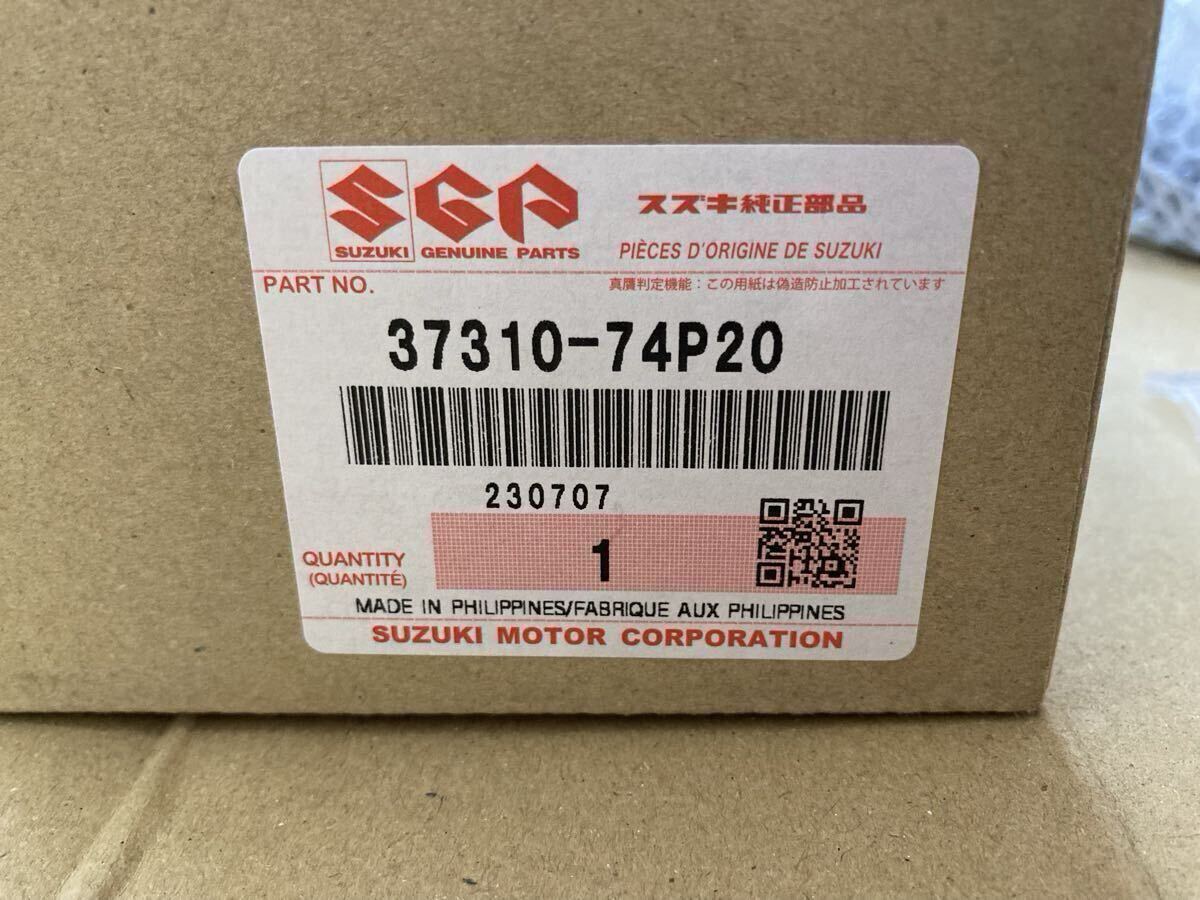 SGP
スズキ純正部品
SUZUKI GENUINE PARTS
PIÈCES D'ORIGINE DE SUZUKI
PART NO.
真贋判定機能：この用紙は偽造防止加工されています
37310-74P20
230707
QUANTITY
(QUANTITÉ)
1
MADE IN PHILIPPINES/FABRIQUE AUX PHILIPPINES
SUZUKI MOTOR CORPORATION